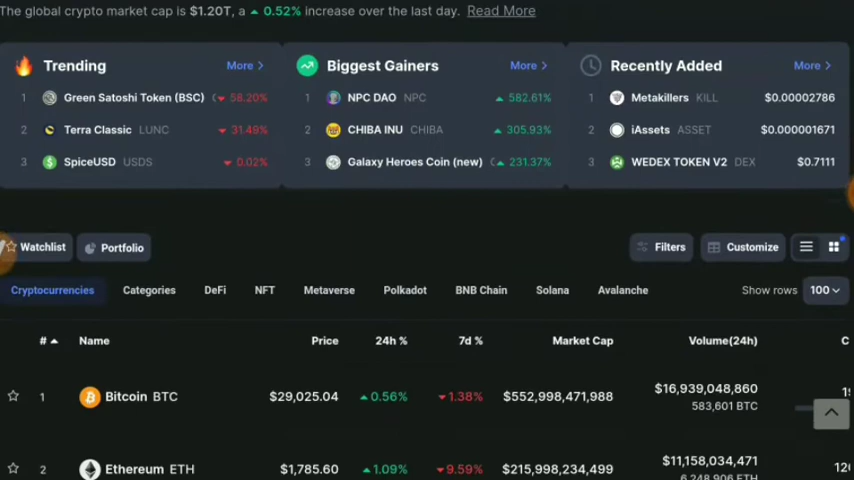 The global crypto market cap is $1.20T, a 0.52% increase over the last day. Read More
Trending More
1 Green Satoshi Token (BSC) 58.20%
2 Terra Classic LUNC 31.49%
3 SpiceUSD USDS 0.02%
Biggest Gainers More
1 NPC DAO NPC 582.61%
2 CHIBA INU CHIBA 305.93%
3 Galaxy Heroes Coin (new) 231.37%
Recently Added More
1 Metakillers KILL $0.00002786
2 iAssets ASSET $0.000001671
3 WEDEX TOKEN V2 DEX $0.7111
Watchlist Portfolio Filters Customize
Cryptocurrencies Categories DeFi NFT Metaverse Polkadot BNB Chain Solana Avalanche Show rows 100
# Name Price 24h % 7d % Market Cap Volume(24h) C
1 Bitcoin BTC $29,025.04 0.56% 1.38% $552,998,471,988 $16,939,048,860
583,601 BTC
2 Ethereum ETH $1,785.60 1.09% 9.59% $215,998,234,499 $11,158,034,471
6,248,906 ETH